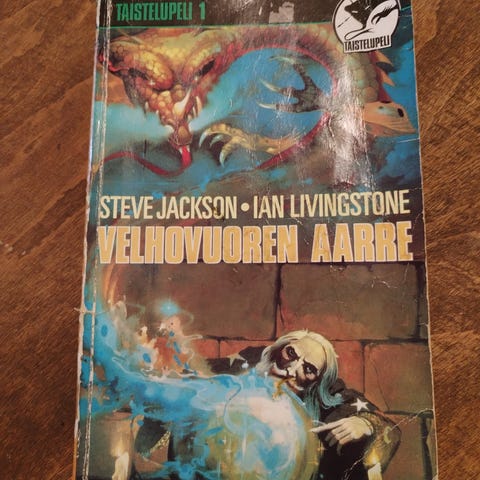 TAISTELUPELI 1
TAISTELUPELI
STEVE JACKSON • IAN LIVINGSTONE
VELHOVUOREN AARRE